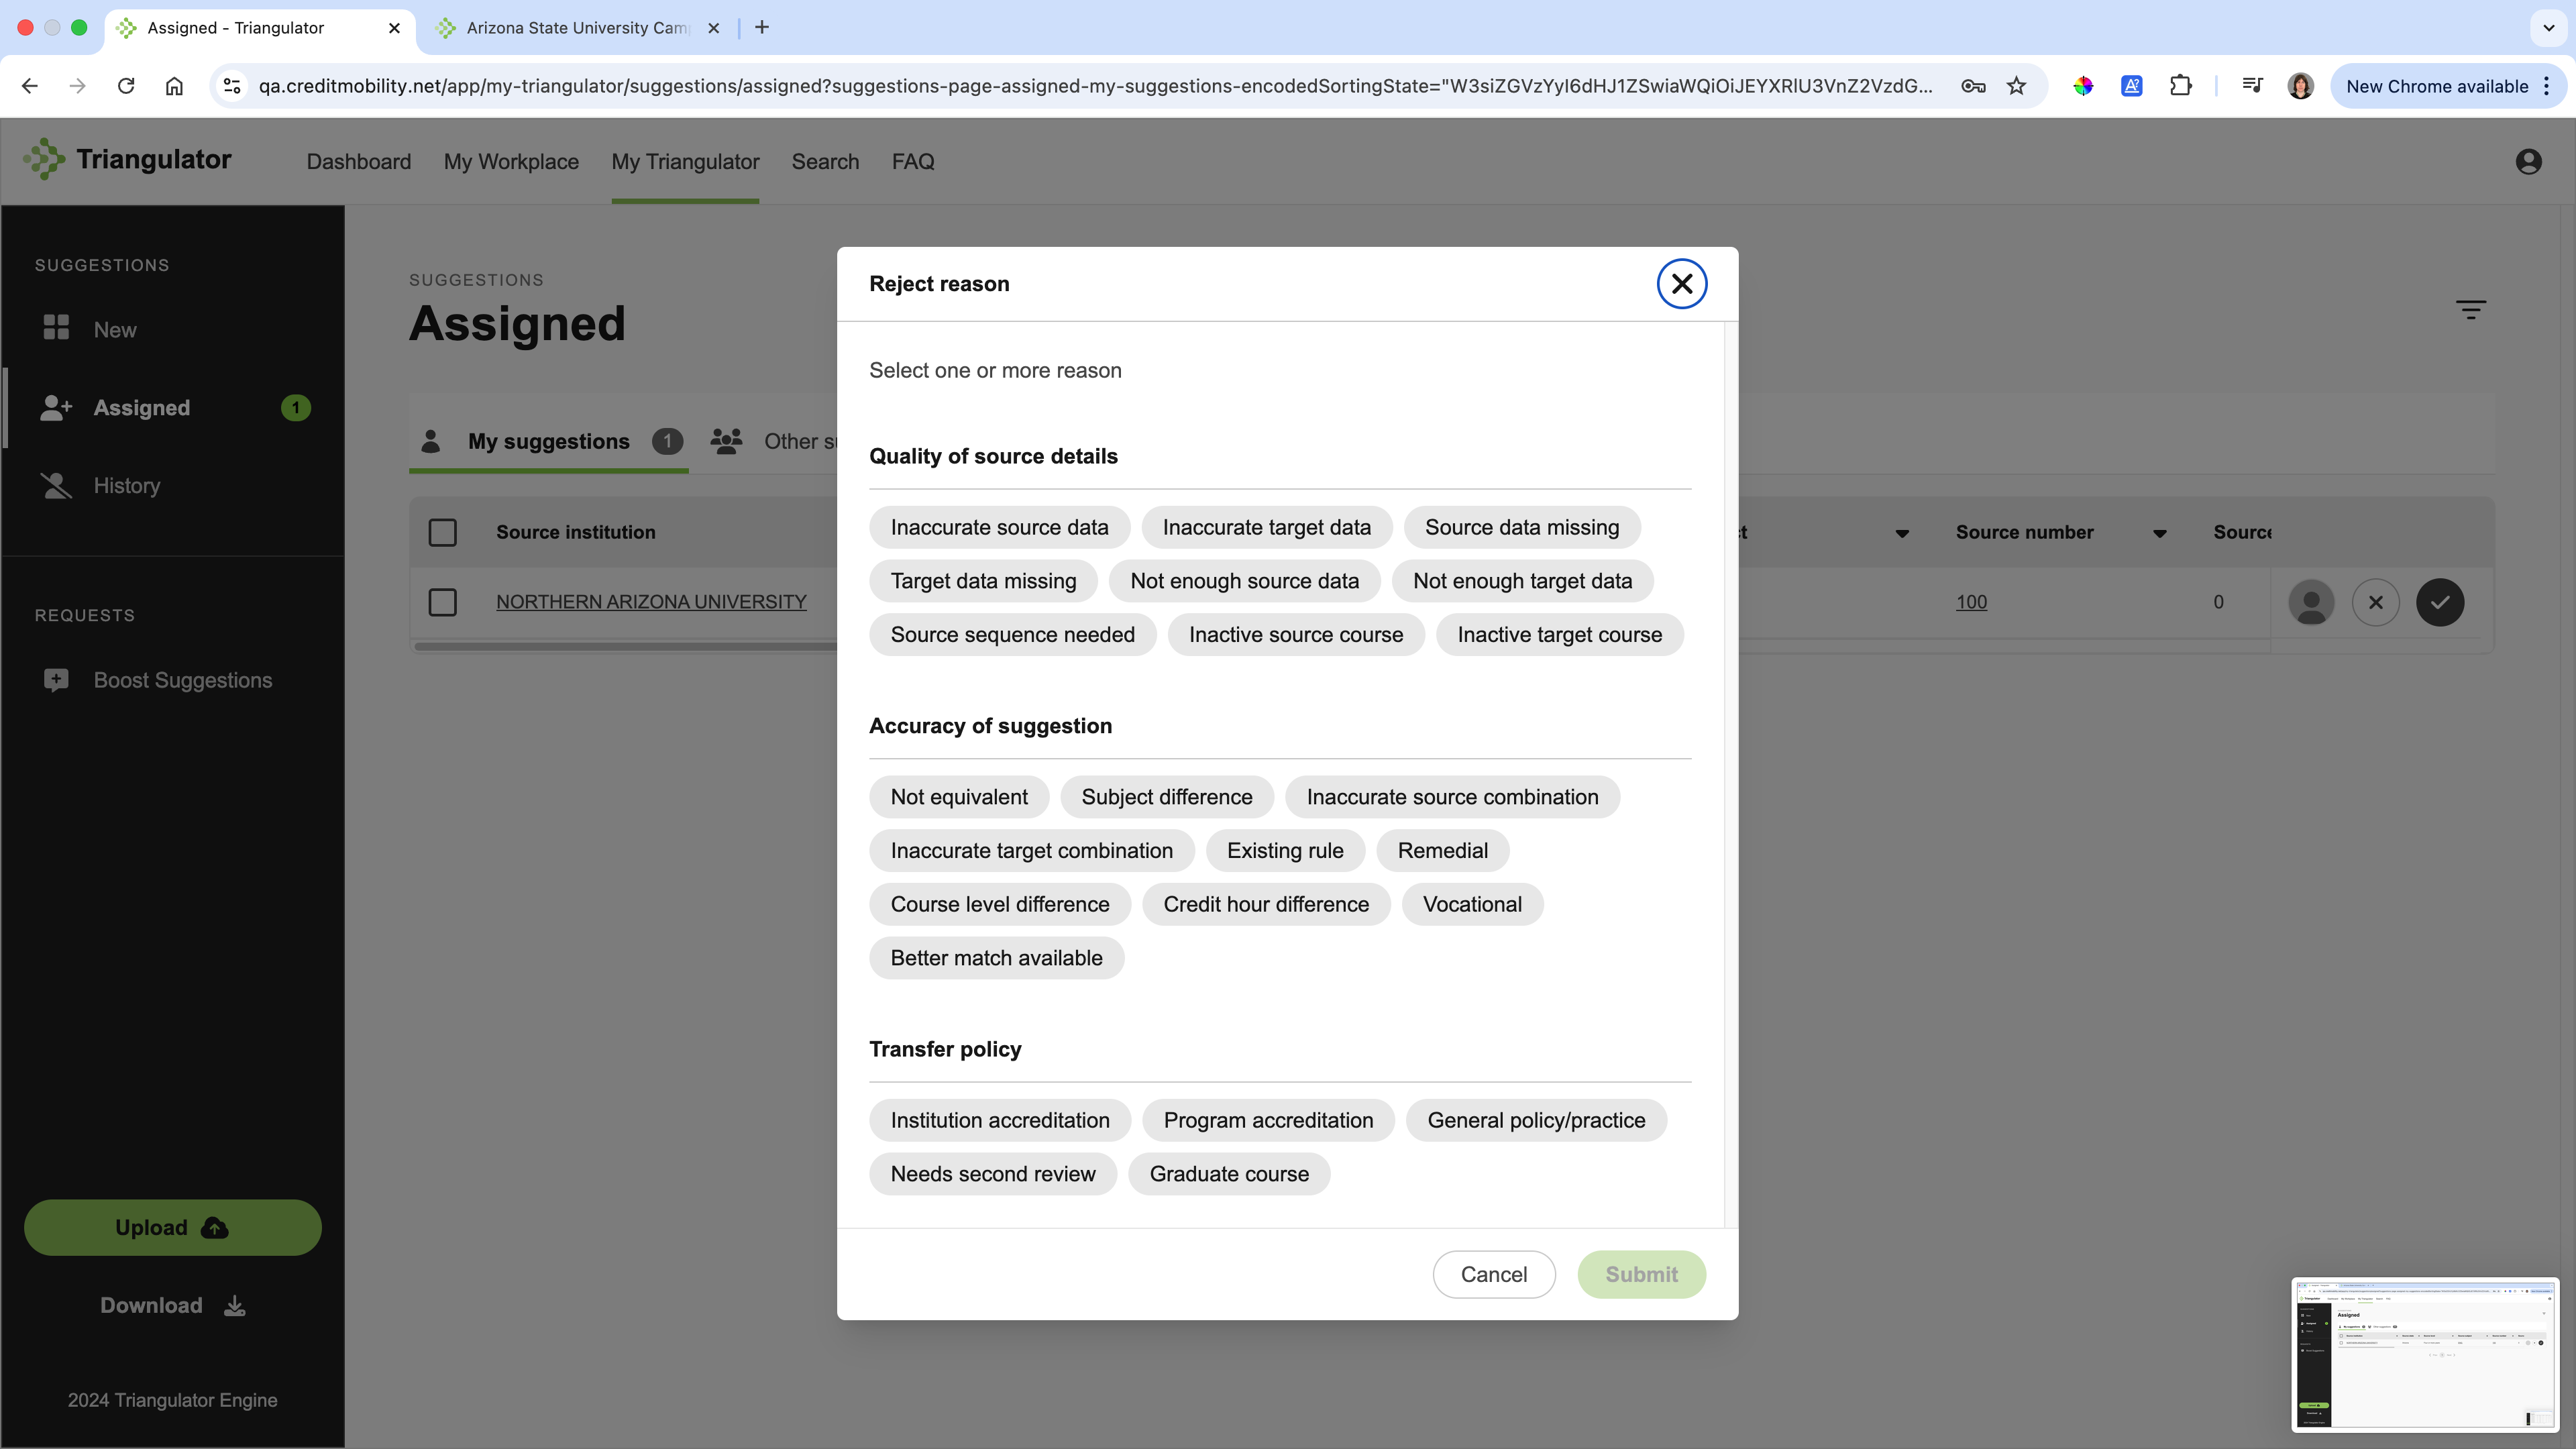 Assigned - Triangulator
Arizona State University Cam
qa.creditmobility.net/app/my-triangulator/suggestions/assigned?suggestions-page-assigned-my-suggestions-encodedSortingState="W3siZGVzYyI6dHJ1ZSwiaWQiOiJEYXRlU3VnZ2VzdG...
New Chrome available
Triangulator
Dashboard
My Workplace
My Triangulator
Search
FAQ
SUGGESTIONS
New
Assigned
1
History
REQUESTS
Boost Suggestions
Upload
Download
2024 Triangulator Engine
SUGGESTIONS
Assigned
My suggestions
1
Other s
Source institution
Source number
Source
NORTHERN ARIZONA UNIVERSITY
100
0
Reject reason
Select one or more reason
Quality of source details
Inaccurate source data
Inaccurate target data
Source data missing
Target data missing
Not enough source data
Not enough target data
Source sequence needed
Inactive source course
Inactive target course
Accuracy of suggestion
Not equivalent
Subject difference
Inaccurate source combination
Inaccurate target combination
Existing rule
Remedial
Course level difference
Credit hour difference
Vocational
Better match available
Transfer policy
Institution accreditation
Program accreditation
General policy/practice
Needs second review
Graduate course
Cancel
Submit